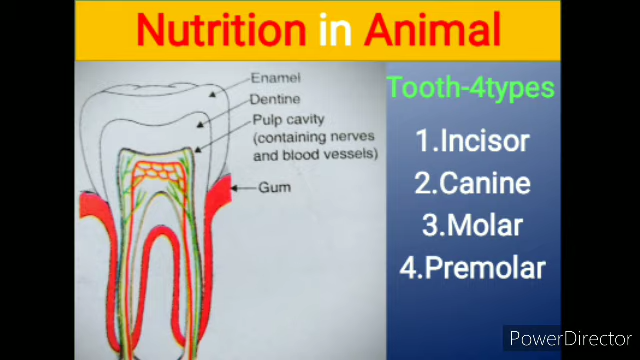 Nutrition in Animal
Enamel
Dentine
Pulp cavity
(containing nerves
and blood vessels)
Gum
Tooth-4types
1.Incisor
2.Canine
3.Molar
4.Premolar
PowerDirector